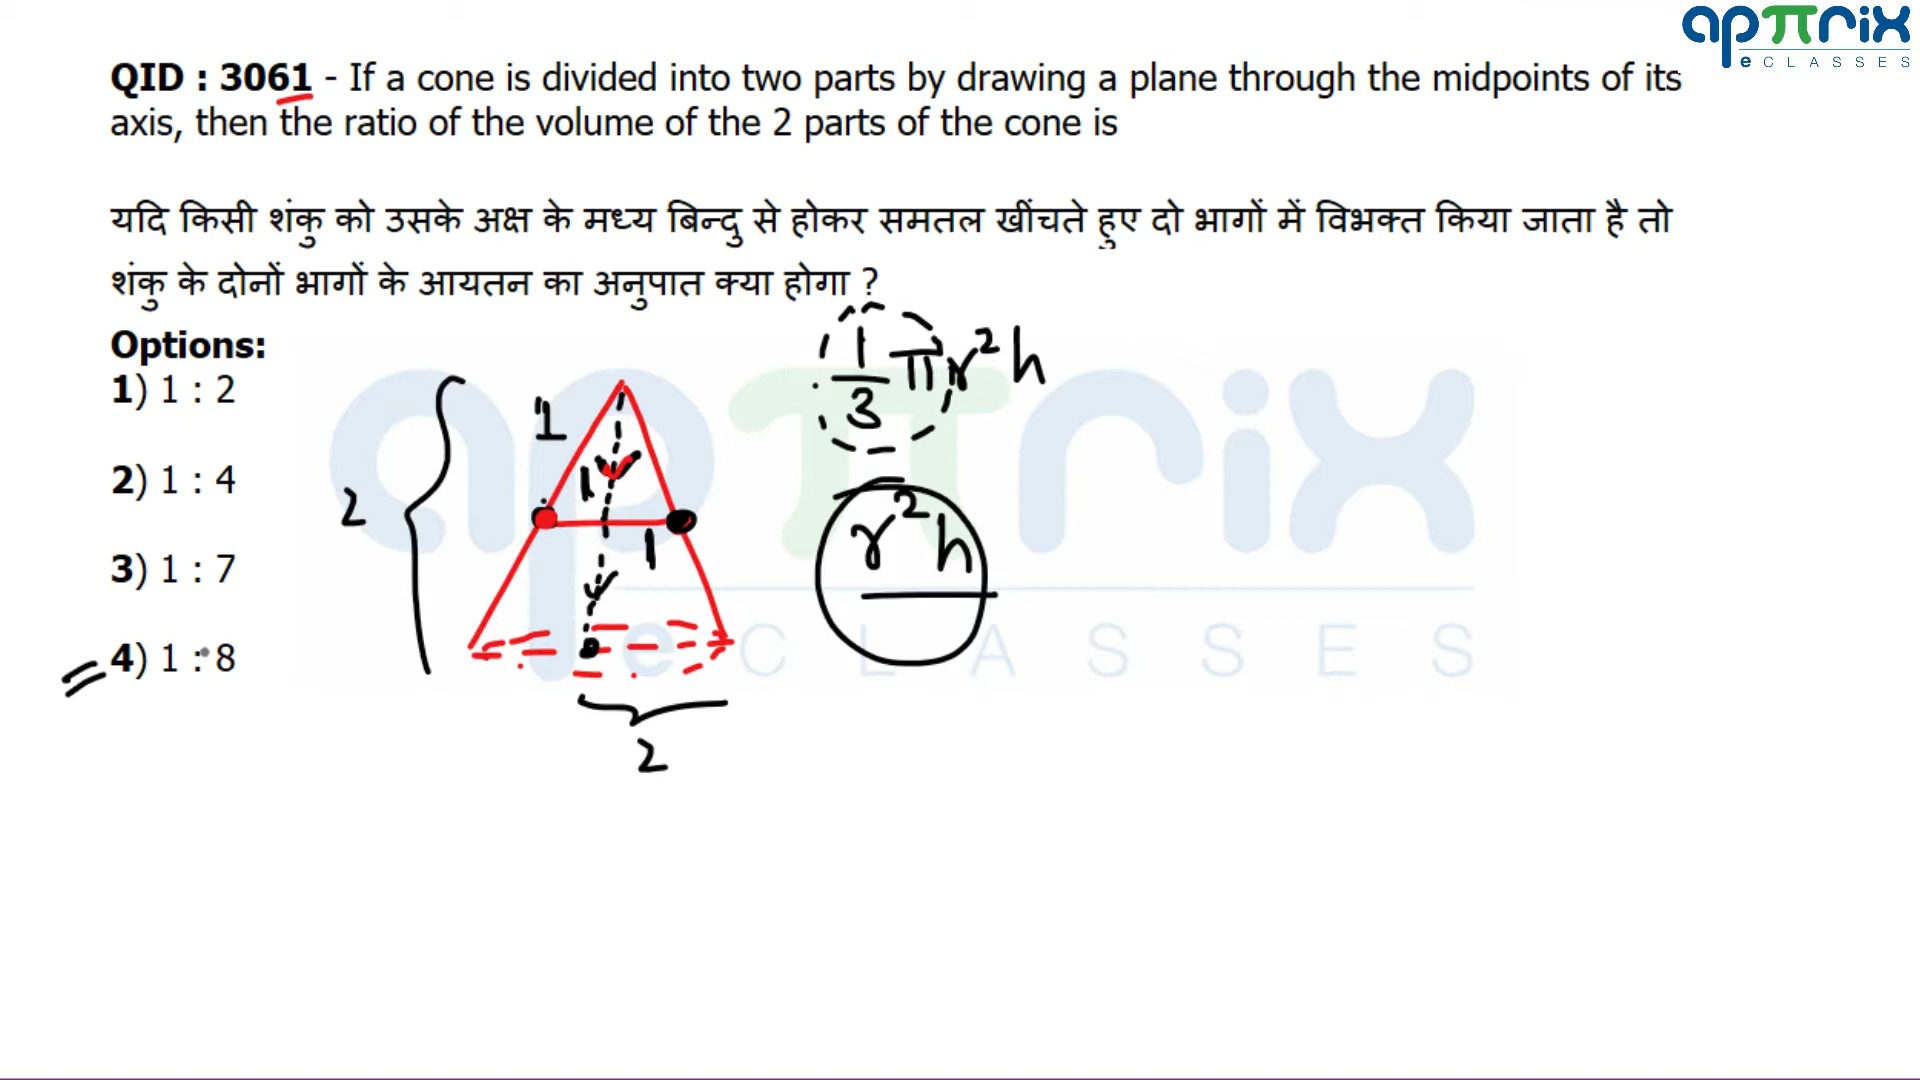 apπrix
eCLASSES
QID : 3061 - If a cone is divided into two parts by drawing a plane through the midpoints of its
axis, then the ratio of the volume of the 2 parts of the cone is
यदि किसी शंकु को उसके अक्ष के मध्य बिन्दु से होकर समतल खींचते हुए दो भागों में विभक्त किया जाता है तो
शंकु के दोनों भागों के आयतन का अनुपात क्या होगा ?
Options:
1) 1 : 2
2) 1 : 4
3) 1 : 7
4) 1 : 8
2
1
1
1
2
1/3 πr²h
r²h
apπrix
eCLASSES